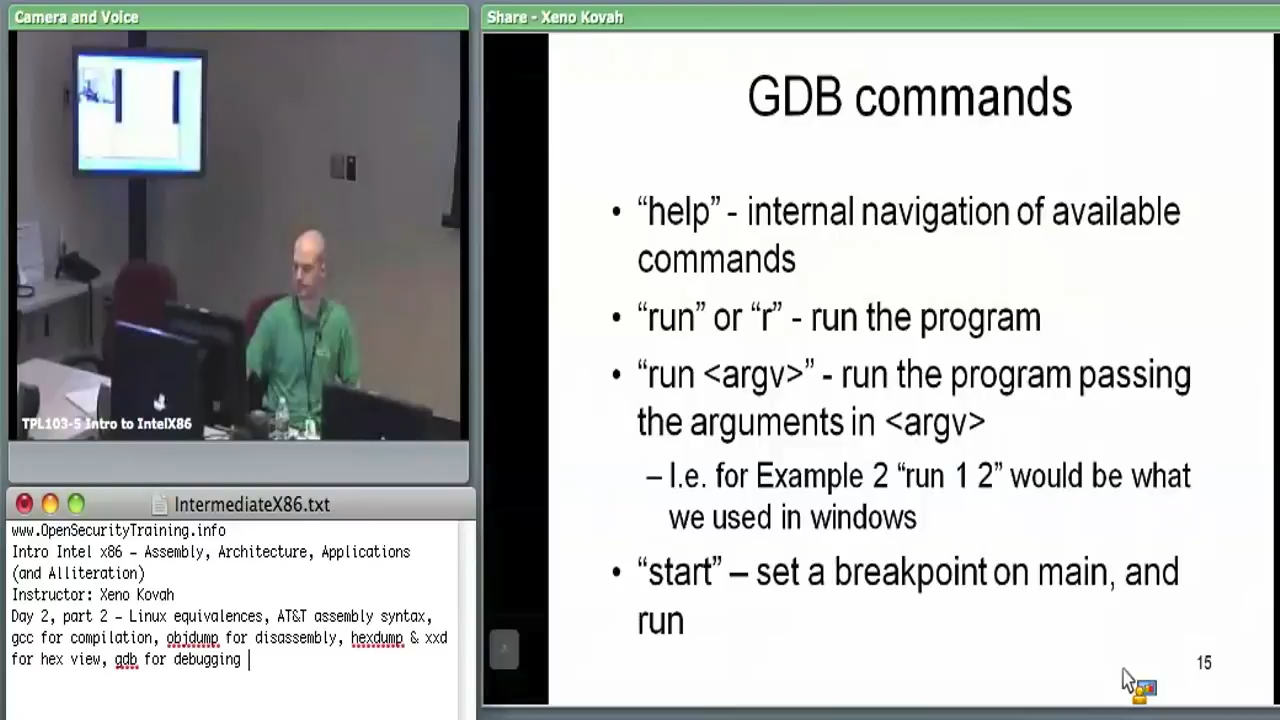 Camera and Voice
TPL103-5 Intro to IntelX86
IntermediateX86.txt
www.OpenSecurityTraining.info
Intro Intel x86 – Assembly, Architecture, Applications
(and Alliteration)
Instructor: Xeno Kovah
Day 2, part 2 – Linux equivalences, AT&T assembly syntax,
gcc for compilation, objdump for disassembly, hexdump & xxd
for hex view, gdb for debugging
Share - Xeno Kovah
GDB commands
• “help” - internal navigation of available
commands
• “run” or “r” - run the program
• “run <argv>” - run the program passing
the arguments in <argv>
– I.e. for Example 2 “run 1 2” would be what
we used in windows
• “start” – set a breakpoint on main, and
run
15